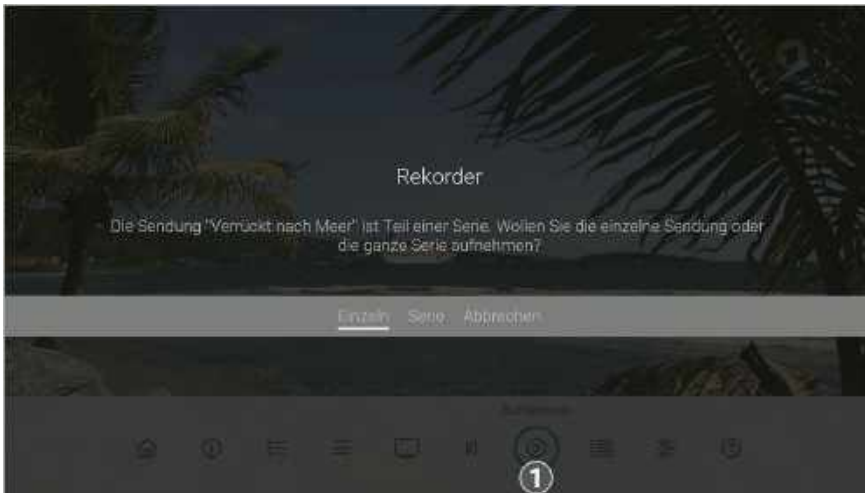 Rekorder
Die Sendung "Verrückt nach Meer" ist Teil einer Serie. Wollen Sie die einzelne Sendung oder
die ganze Serie aufnehmen?
Einzeln Serie Abbrechen
1